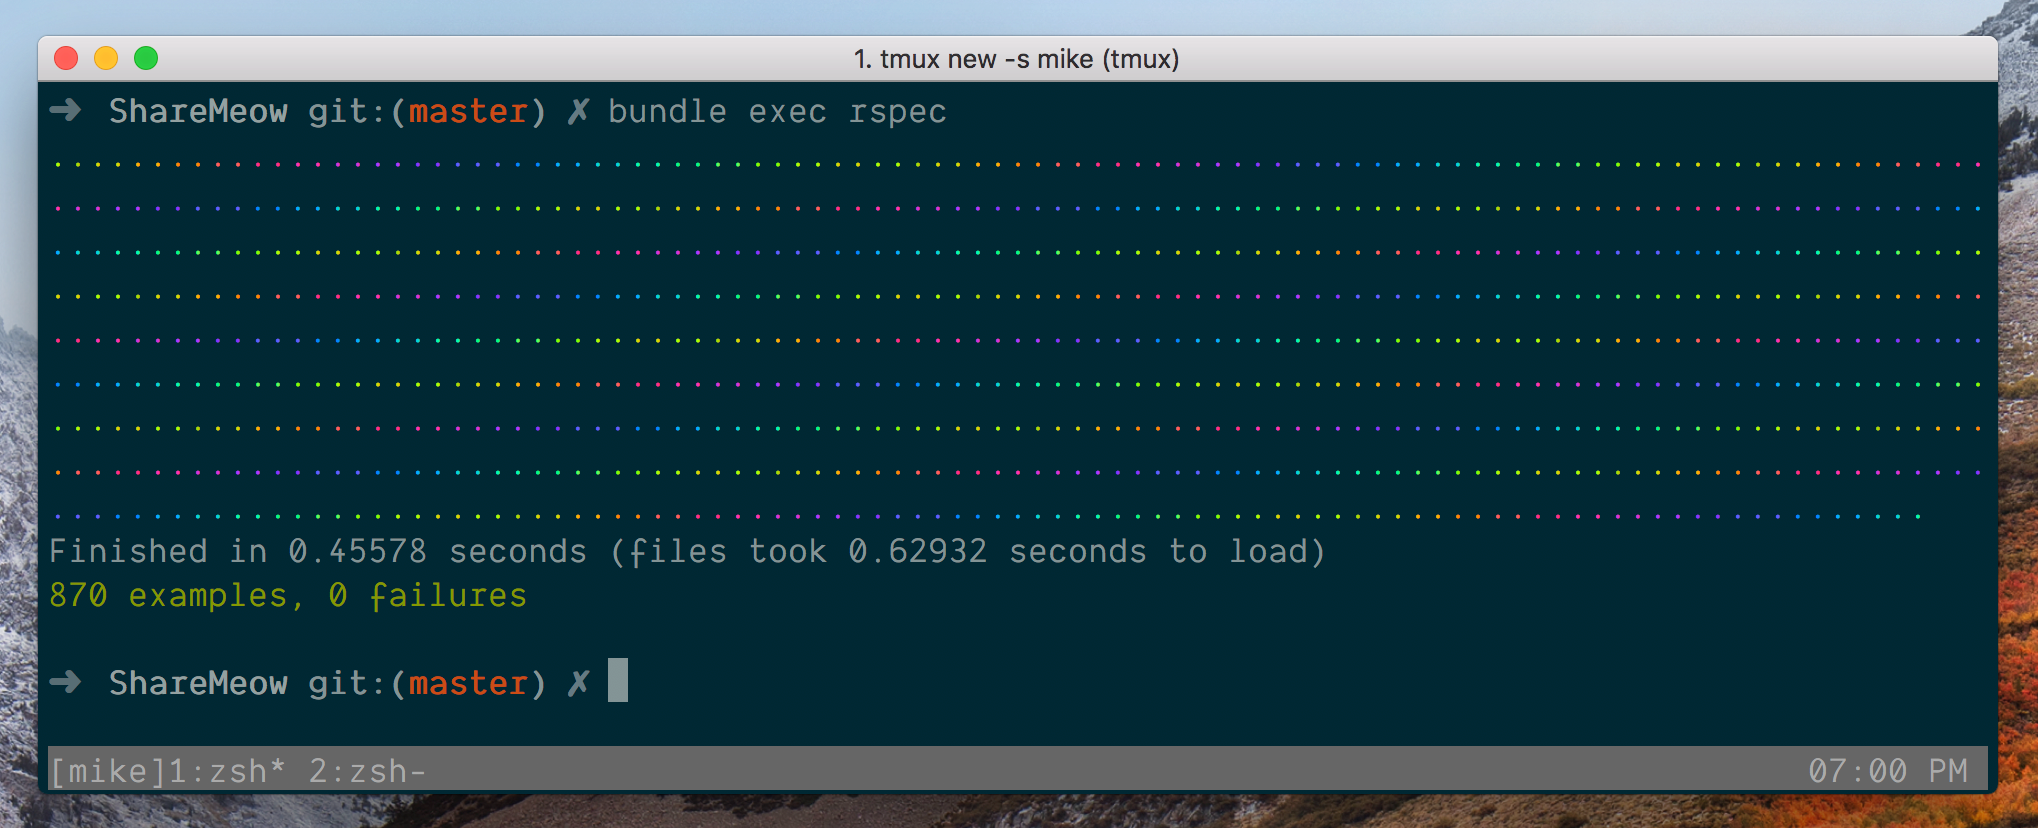 1. tmux new -s mike (tmux)
➜ ShareMeow git:(master) ✗ bundle exec rspec
.................................................................................................
.................................................................................................
.................................................................................................
.................................................................................................
.................................................................................................
.................................................................................................
.................................................................................................
.................................................................................................
..............................................................................................
Finished in 0.45578 seconds (files took 0.62932 seconds to load)
870 examples, 0 failures
➜ ShareMeow git:(master) ✗
[mike]1:zsh* 2:zsh- 07:00 PM